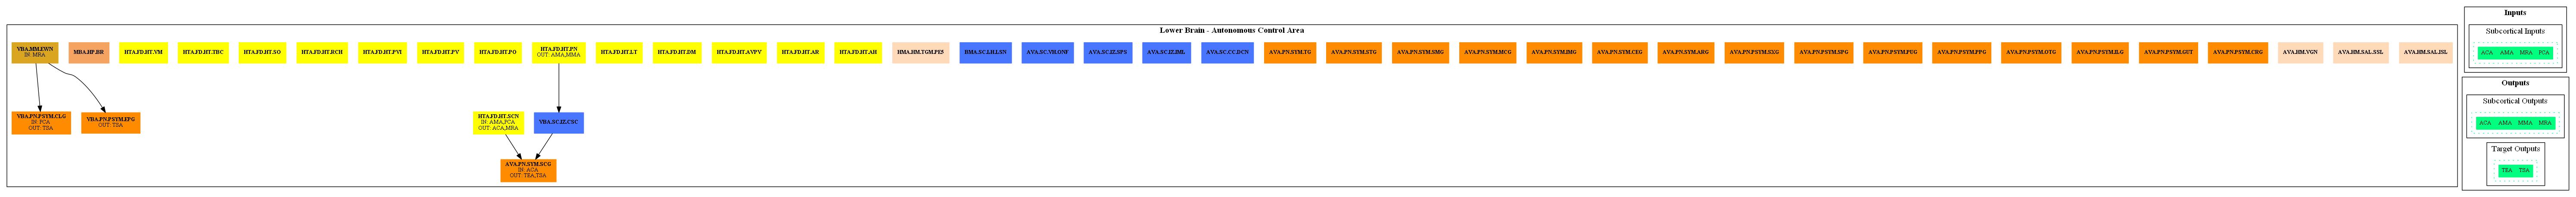 Lower Brain - Autonomous Control Area
VBA.MM.EWN
IN: MRA
MBA.HP.BR
HTA.FD.HT.VM
HTA.FD.HT.TBC
HTA.FD.HT.SO
HTA.FD.HT.RCH
HTA.FD.HT.PVI
HTA.FD.HT.PV
HTA.FD.HT.PO
HTA.FD.HT.PN
OUT: AMA,MMA
HTA.FD.HT.LT
HTA.FD.HT.DM
HTA.FD.HT.AVPV
HTA.FD.HT.AR
HTA.FD.HT.AH
HMA.HM.TGM.PES
HMA.SC.LH.LSN
AVA.SC.VH.ONF
AVA.SC.IZ.SPS
AVA.SC.IZ.IML
AVA.SC.CC.DCN
AVA.PN.SYM.TG
AVA.PN.SYM.STG
AVA.PN.SYM.SMG
AVA.PN.SYM.MCG
AVA.PN.SYM.IMG
AVA.PN.SYM.CEG
AVA.PN.SYM.ARG
AVA.PN.PSYM.SXG
AVA.PN.PSYM.SPG
AVA.PN.PSYM.PUG
AVA.PN.PSYM.PPG
AVA.PN.PSYM.OTG
AVA.PN.PSYM.ILG
AVA.PN.PSYM.GUT
AVA.PN.PSYM.CRG
AVA.HM.VGN
AVA.HM.SAL.SSL
AVA.HM.SAL.ISL
VBA.PN.PSYM.CLG
IN: PCA
OUT: TSA
VBA.PN.PSYM.EPG
OUT: TSA
HTA.FD.HT.SCN
IN: AMA,PCA
OUT: ACA,MRA
VBA.SC.IZ.CSC
AVA.PN.SYM.SCG
IN: ACA
OUT: TEA,TSA
Inputs
Subcortical Inputs
ACA AMA MRA PCA
Outputs
Subcortical Outputs
ACA AMA MMA MRA
Target Outputs
TEA TSA